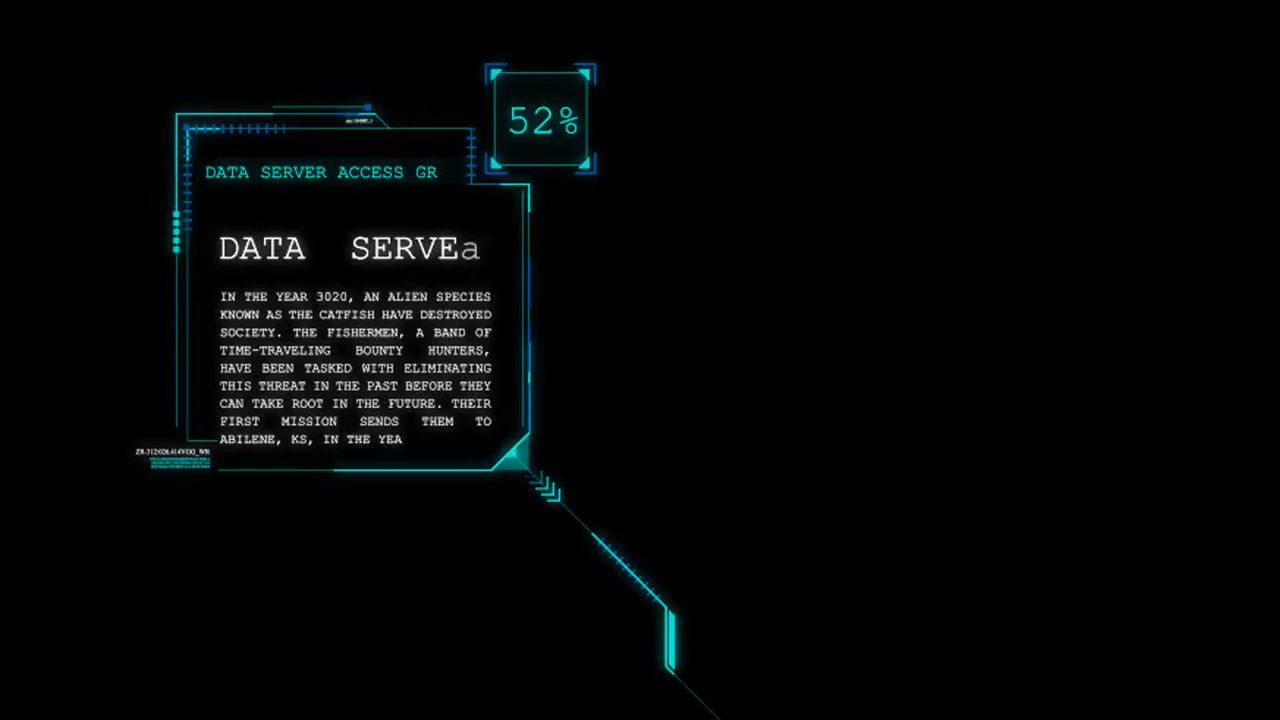 52%
DATA SERVER ACCESS GR
DATA SERVEa
IN THE YEAR 3020, AN ALIEN SPECIES
KNOWN AS THE CATFISH HAVE DESTROYED
SOCIETY. THE FISHERMEN, A BAND OF
TIME-TRAVELING BOUNTY HUNTERS,
HAVE BEEN TASKED WITH ELIMINATING
THIS THREAT IN THE PAST BEFORE THEY
CAN TAKE ROOT IN THE FUTURE. THEIR
FIRST MISSION SENDS THEM TO
ABILENE, KS, IN THE YEA